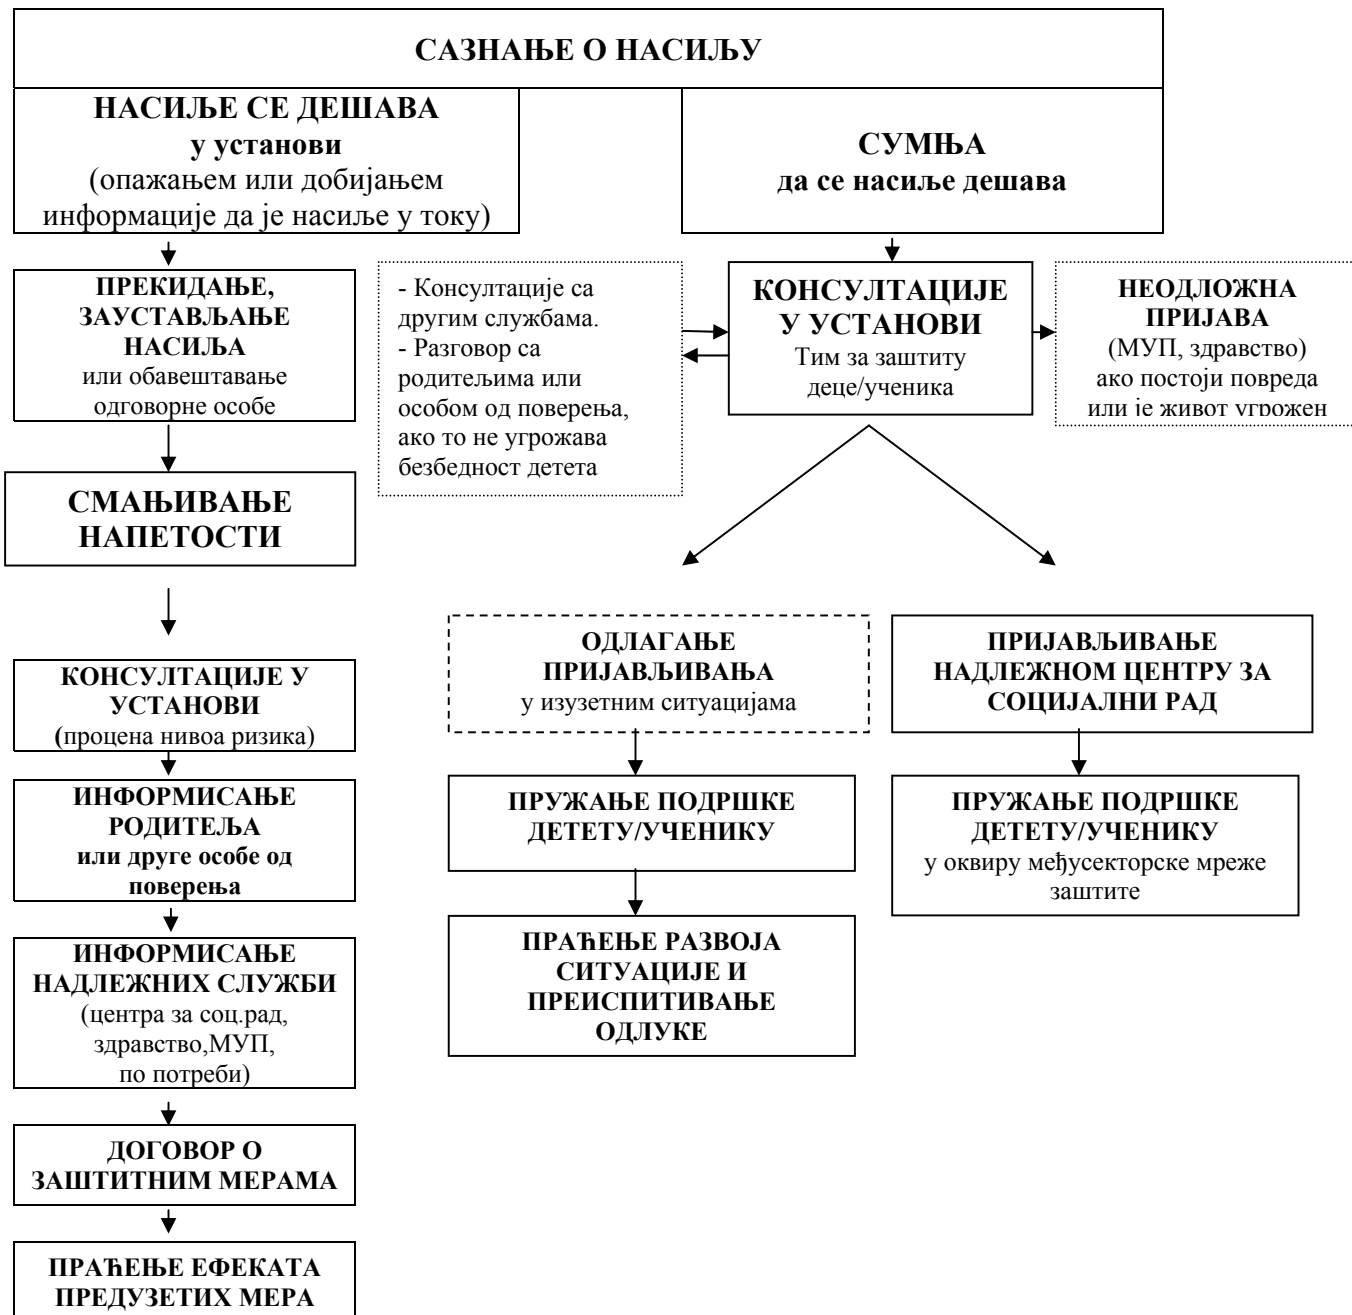 САЗНАЊЕ О НАСИЉУ
НАСИЉЕ СЕ ДЕШАВА
у установи
(опажањем или добијањем
информације да је насиље у току)
СУМЊА
да се насиље дешава
ПРЕКИДАЊЕ,
ЗАУСТАВЉАЊЕ
НАСИЉА
или обавештавање
одговорне особе
- Консултације са
другим службама.
- Разговор са
родитељима или
особом од поверења,
ако то не угрожава
безбедност детета
КОНСУЛТАЦИЈЕ
У УСТАНОВИ
Тим за заштиту
деце/ученика
НЕОДЛОЖНА
ПРИЈАВА
(МУП, здравство)
ако постоји повреда
или је живот угрожен
СМАЊИВАЊЕ
НАПЕТОСТИ
КОНСУЛТАЦИЈЕ У
УСТАНОВИ
(процена нивоа ризика)
ОДЛАГАЊЕ
ПРИЈАВЉИВАЊА
у изузетним ситуацијама
ПРИЈАВЉИВАЊЕ
НАДЛЕЖНОМ ЦЕНТРУ ЗА
СОЦИЈАЛНИ РАД
ИНФОРМИСАЊЕ
РОДИТЕЉА
или друге особе од
поверења
ПРУЖАЊЕ ПОДРШКЕ
ДЕТЕТУ/УЧЕНИКУ
ПРУЖАЊЕ ПОДРШКЕ
ДЕТЕТУ/УЧЕНИКУ
у оквиру међусекторске мреже
заштите
ИНФОРМИСАЊЕ
НАДЛЕЖНИХ СЛУЖБИ
(центра за соц.рад,
здравство,МУП,
по потреби)
ПРАЋЕЊЕ РАЗВОЈА
СИТУАЦИЈЕ И
ПРЕИСПИТИВАЊЕ
ОДЛУКЕ
ДОГОВОР О
ЗАШТИТНИМ МЕРАМА
ПРАЋЕЊЕ ЕФЕКАТА
ПРЕДУЗЕТИХ МЕРА